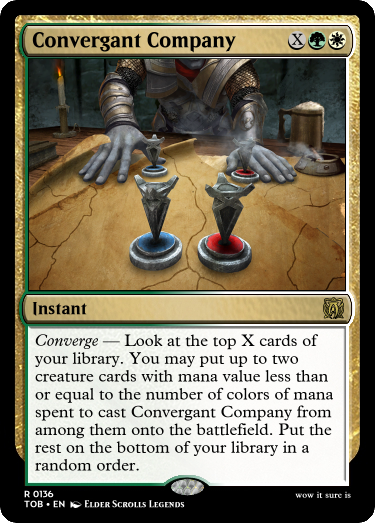 Convergant Company X
Instant
Converge — Look at the top X cards of
your library. You may put up to two
creature cards with mana value less than
or equal to the number of colors of mana
spent to cast Convergant Company from
among them onto the battlefield. Put the
rest on the bottom of your library in a
random order.
R 0136
TOB • EN Elder Scrolls Legends
wow it sure is